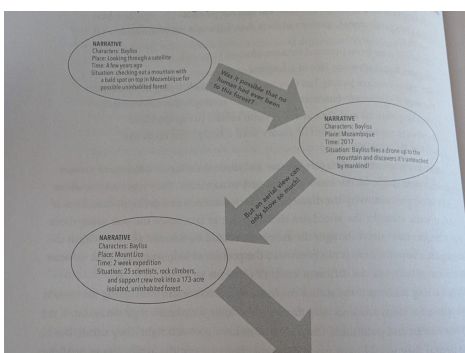 NARRATIVE
Characters: Bayliss
Place: Looking through a satellite
Time: A few years ago
Situation: checking out a mountain with
a bald spot on top in Mozambique for
possible uninhabited forest
Was it possible that no
human had ever been
to this forest?
NARRATIVE
Characters: Bayliss
Place: Mozambique
Time: 2017
Situation: Bayliss flies a drone up to the
mountain and discovers it's untouched
by mankind!
But an aerial view can
only show so much!
NARRATIVE
Characters: Bayliss
Place: Mount Lico
Time: 2 week expedition
Situation: 25 scientists, rock climbers,
and support crew trek into a 173-acre
isolated, uninhabited forest.